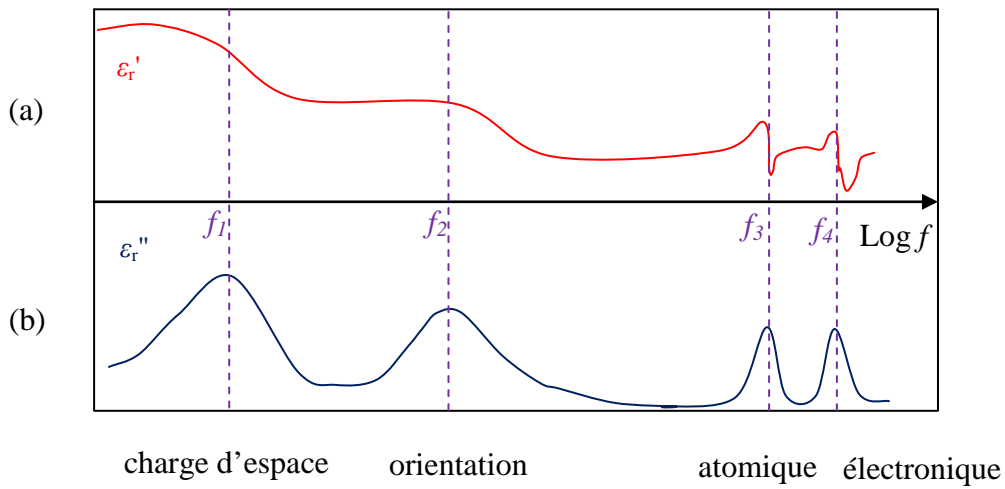 (a)
εr'
f1
f2
f3
f4
Log f
εr"
(b)
charge d'espace
orientation
atomique
électronique